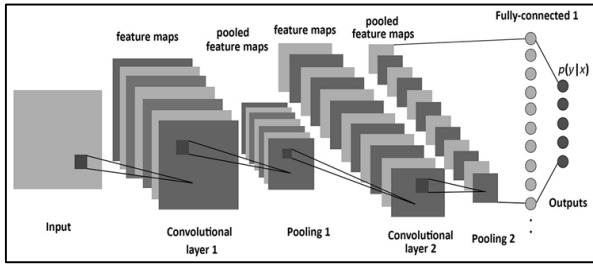 feature maps
pooled
feature maps
feature maps
pooled
feature maps
Fully-connected 1
p(y|x)
Input
Convolutional
layer 1
Pooling 1
Convolutional
layer 2
Pooling 2
Outputs